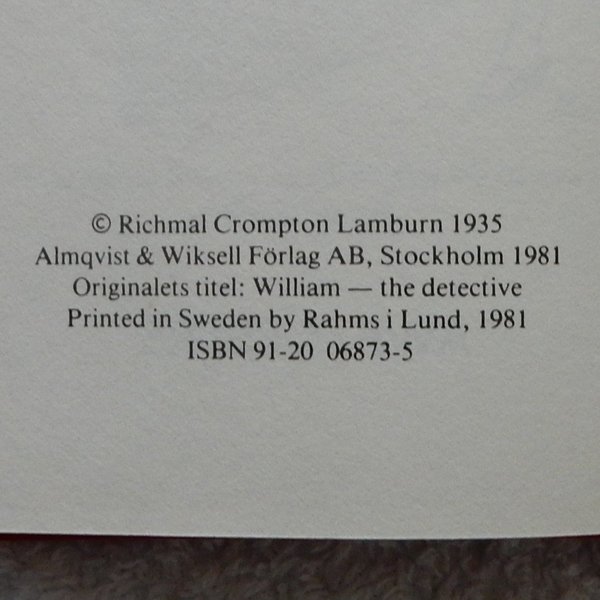 © Richmal Crompton Lamburn 1935
Almqvist & Wiksell Förlag AB, Stockholm 1981
Originalets titel: William — the detective
Printed in Sweden by Rahms i Lund, 1981
ISBN 91-20 06873-5